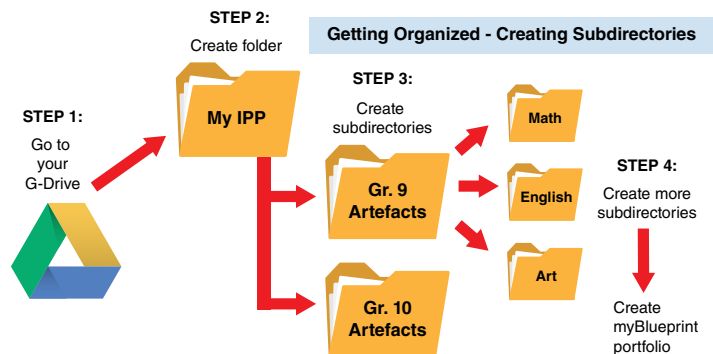 Getting Organized - Creating Subdirectories
STEP 1:
Go to
your
G-Drive
STEP 2:
Create folder
My IPP
STEP 3:
Create
subdirectories
Gr. 9
Artefacts
Gr. 10
Artefacts
Math
English
Art
STEP 4:
Create more
subdirectories
Create
myBlueprint
portfolio